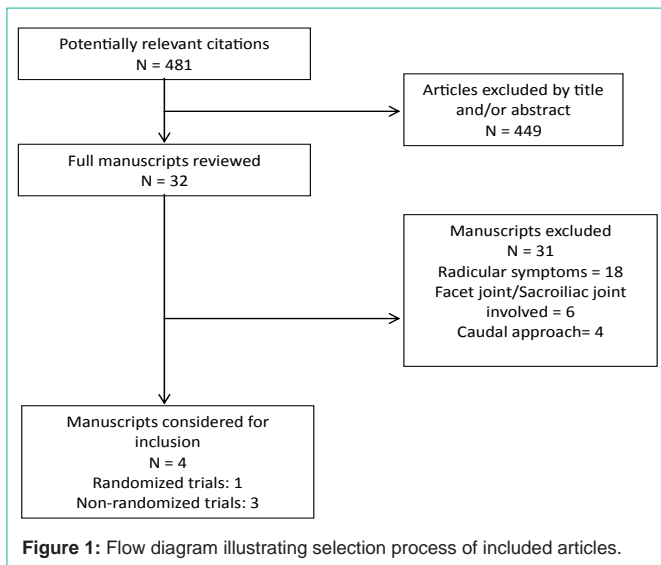 Potentially relevant citations
N = 481
Articles excluded by title
and/or abstract
N = 449
Full manuscripts reviewed
N = 32
Manuscripts excluded
N = 31
Radicular symptoms = 18
Facet joint/Sacroiliac joint
involved = 6
Caudal approach= 4
Manuscripts considered for
inclusion
N = 4
Randomized trials: 1
Non-randomized trials: 3
Figure 1: Flow diagram illustrating selection process of included articles.